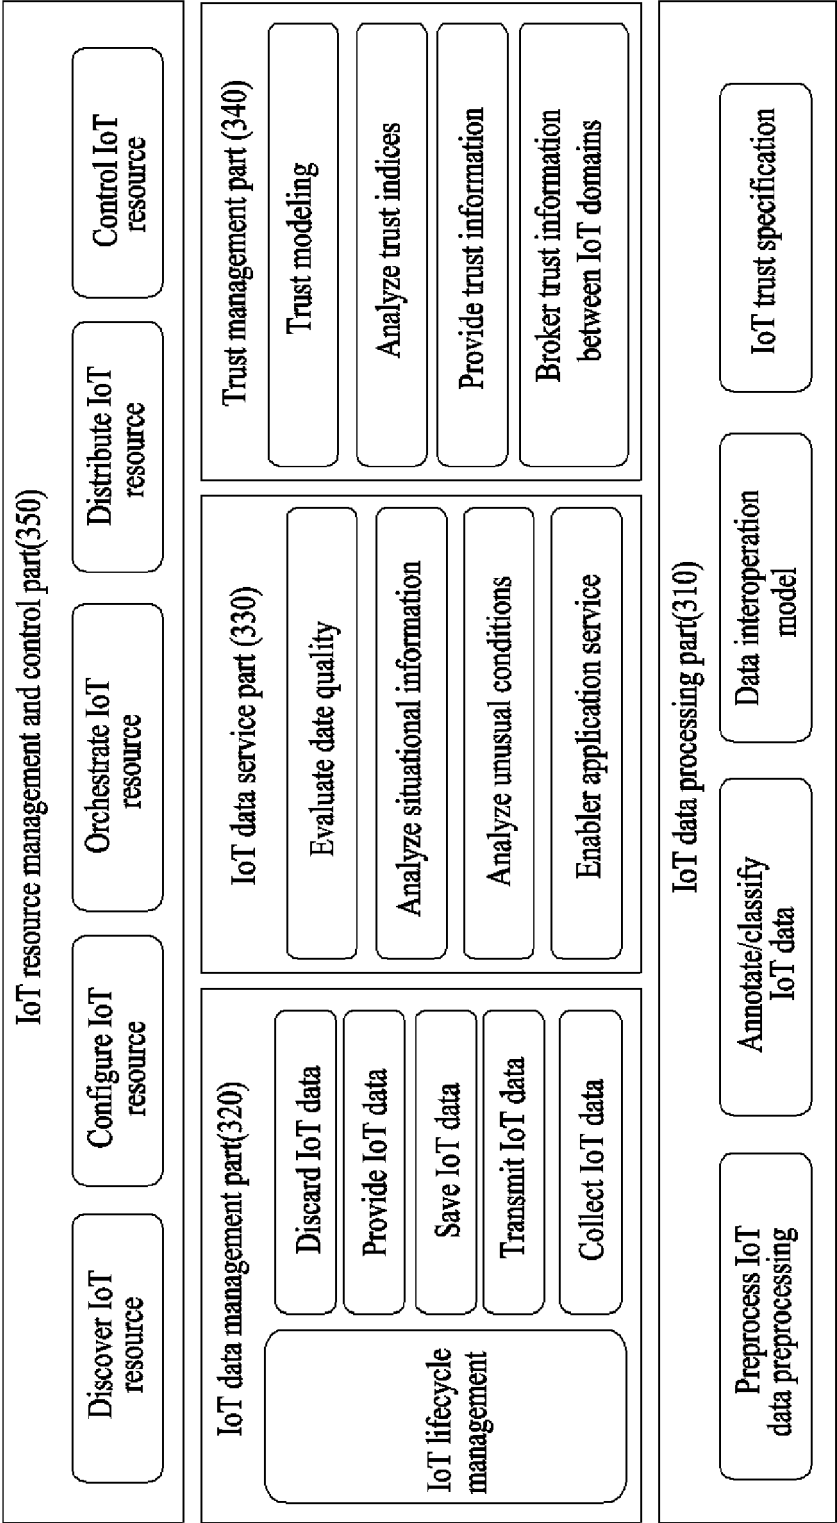 IoT resource management and control part(350)
Discover IoT
resource
Configure IoT
resource
Orchestrate IoT
resource
Distribute IoT
resource
Control IoT
resource
IoT data management part(320)
IoT lifecycle
management
Discard IoT data
Provide IoT data
Save IoT data
Transmit IoT data
Collect IoT data
IoT data service part (330)
Evaluate date quality
Analyze situational information
Analyze unusual conditions
Enabler application service
Trust management part (340)
Trust modeling
Analyze trust indices
Provide trust information
Broker trust information
between IoT domains
IoT data processing part(310)
Preprocess IoT
data preprocessing
Annotate/classify
IoT data
Data interoperation
model
IoT trust specification